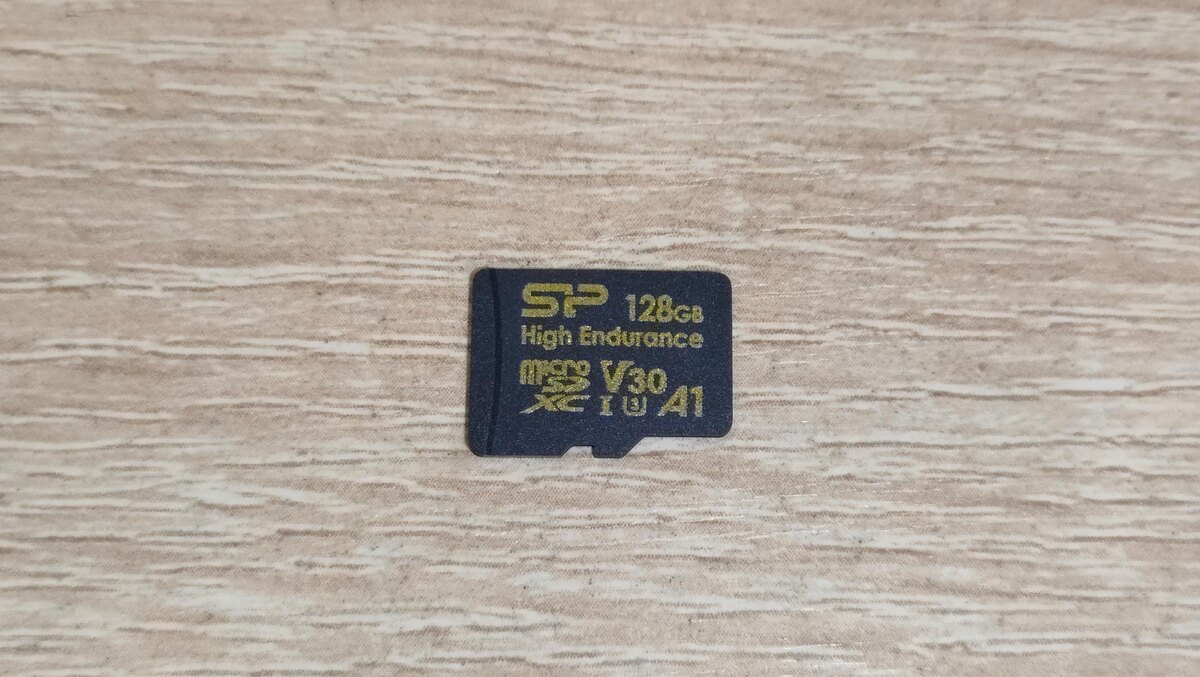 SP 128GB
High Endurance
micro SD XC V30
I U3 A1